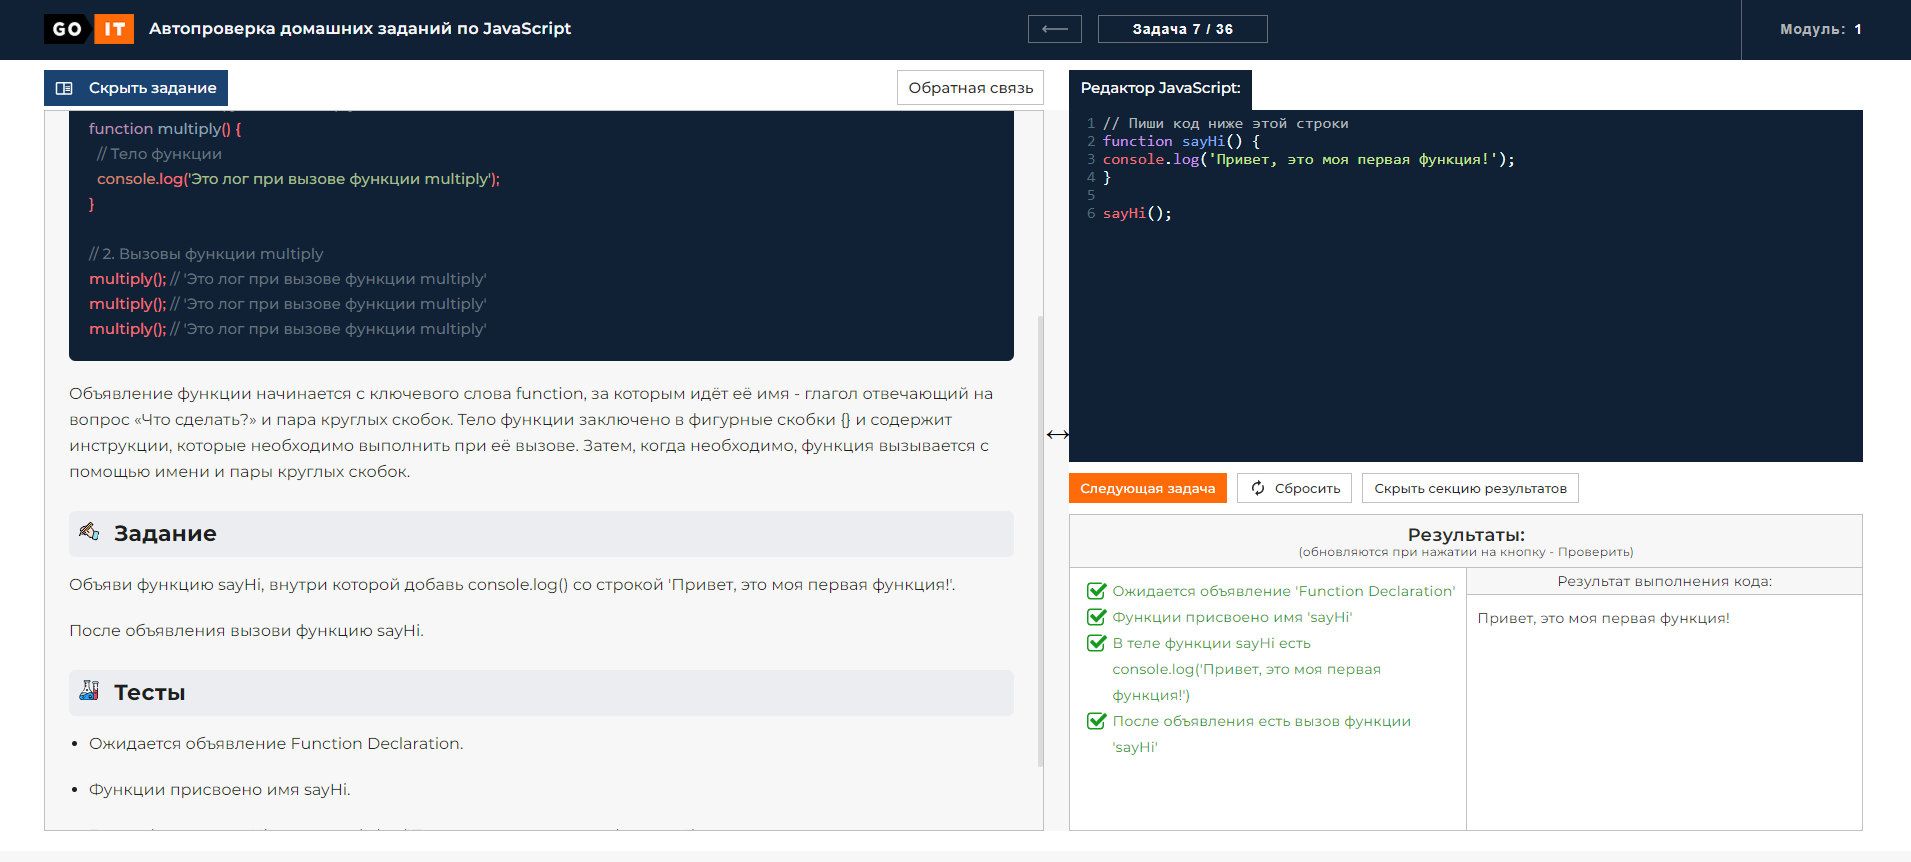 GO IT Автопроверка домашних заданий по JavaScript
Задача 7 / 36
Модуль: 1
Скрыть задание
Обратная связь
function multiply() {
// Тело функции
console.log('Это лог при вызове функции multiply');
}
// 2. Вызовы функции multiply
multiply(); // 'Это лог при вызове функции multiply'
multiply(); // 'Это лог при вызове функции multiply'
multiply(); // 'Это лог при вызове функции multiply'
Объявление функции начинается с ключевого слова function, за которым идёт её имя - глагол отвечающий на
вопрос «Что сделать?» и пара круглых скобок. Тело функции заключено в фигурные скобки {} и содержит
инструкции, которые необходимо выполнить при её вызове. Затем, когда необходимо, функция вызывается с
помощью имени и пары круглых скобок.
Задание
Объяви функцию sayHi, внутри которой добавь console.log() со строкой 'Привет, это моя первая функция!'.
После объявления вызови функцию sayHi.
Тесты
• Ожидается объявление Function Declaration.
• Функции присвоено имя sayHi.
Редактор JavaScript:
1 // Пиши код ниже этой строки
2 function sayHi() {
3 console.log('Привет, это моя первая функция!');
4 }
5
6 sayHi();
Следующая задача
Сбросить
Скрыть секцию результатов
Результаты:
(обновляются при нажатии на кнопку - Проверить)
Ожидается объявление 'Function Declaration'
Функции присвоено имя 'sayHi'
В теле функции sayHi есть
console.log('Привет, это моя первая
функция!')
После объявления есть вызов функции
'sayHi'
Результат выполнения кода:
Привет, это моя первая функция!